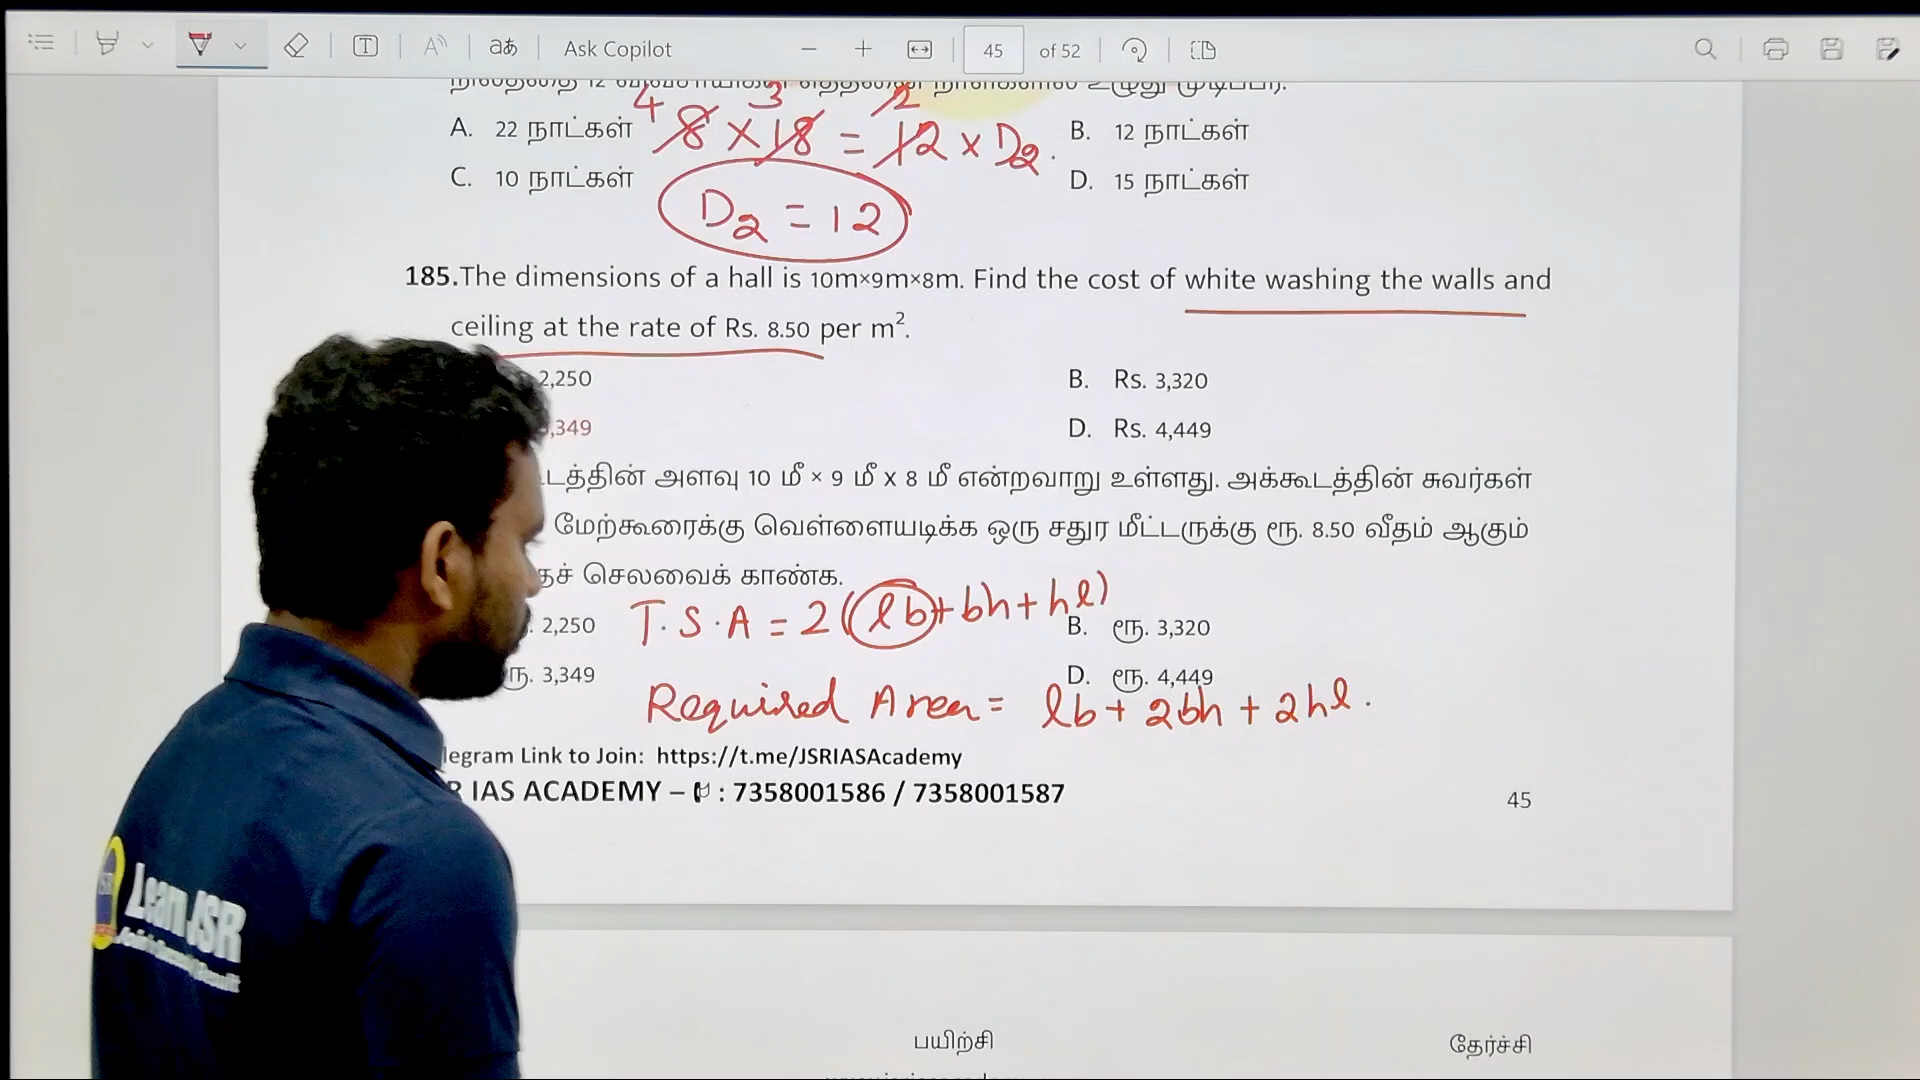 Ask Copilot 45 of 52
A. 22 நாட்கள் B. 12 நாட்கள்
4 3 2
8 × 18 = 12 × D2.
C. 10 நாட்கள் D. 15 நாட்கள்
D2 = 12
185.The dimensions of a hall is 10m×9m×8m. Find the cost of white washing the walls and
ceiling at the rate of Rs. 8.50 per m².
2,250 B. Rs. 3,320
,349 D. Rs. 4,449
டத்தின் அளவு 10 மீ × 9 மீ x 8 மீ என்றவாறு உள்ளது. அக்கூடத்தின் சுவர்கள்
மேற்கூரைக்கு வெள்ளையடிக்க ஒரு சதுர மீட்டருக்கு ரூ. 8.50 வீதம் ஆகும்
தச் செலவைக் காண்க.
T.S.A = 2(lb+bh+hl)
. 2,250 B. ரூ. 3,320
ரூ. 3,349 D. ரூ. 4,449
Required Area = lb + 2bh + 2hl.
legram Link to Join: https://t.me/JSRIASAcademy
R IAS ACADEMY – : 7358001586 / 7358001587
45
Learn JSR
பயிற்சி தேர்ச்சி